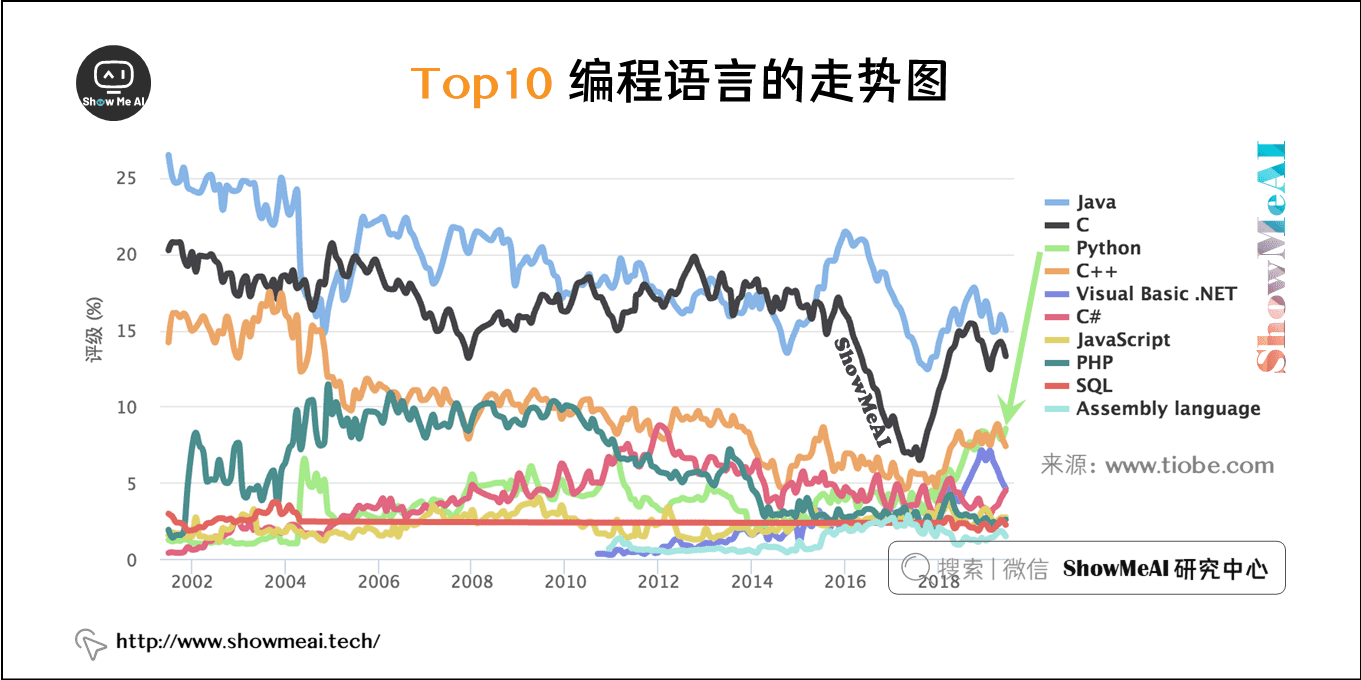 Top10 编程语言的走势图
Show Me AI
ShowMeAI
25
20
15
10
5
0
评级 (%)
2002
2004
2006
2008
2010
2012
2014
2016
2018
ShowMeAI
Java
C
Python
C++
Visual Basic .NET
C#
JavaScript
PHP
SQL
Assembly language
来源: www.tiobe.com
搜索 | 微信 ShowMeAI 研究中心
http://www.showmeai.tech/